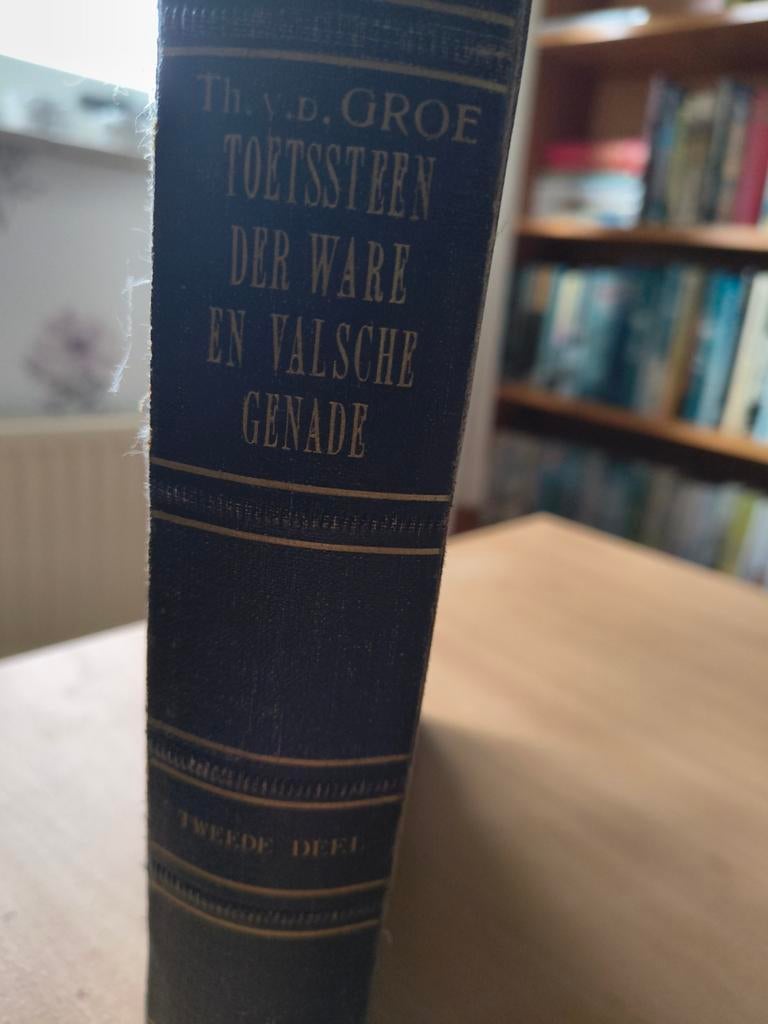 Th. v.D. GROE
TOETSSTEEN
DER WARE
EN VALSCHE
GENADE
TWEEDE DEEL